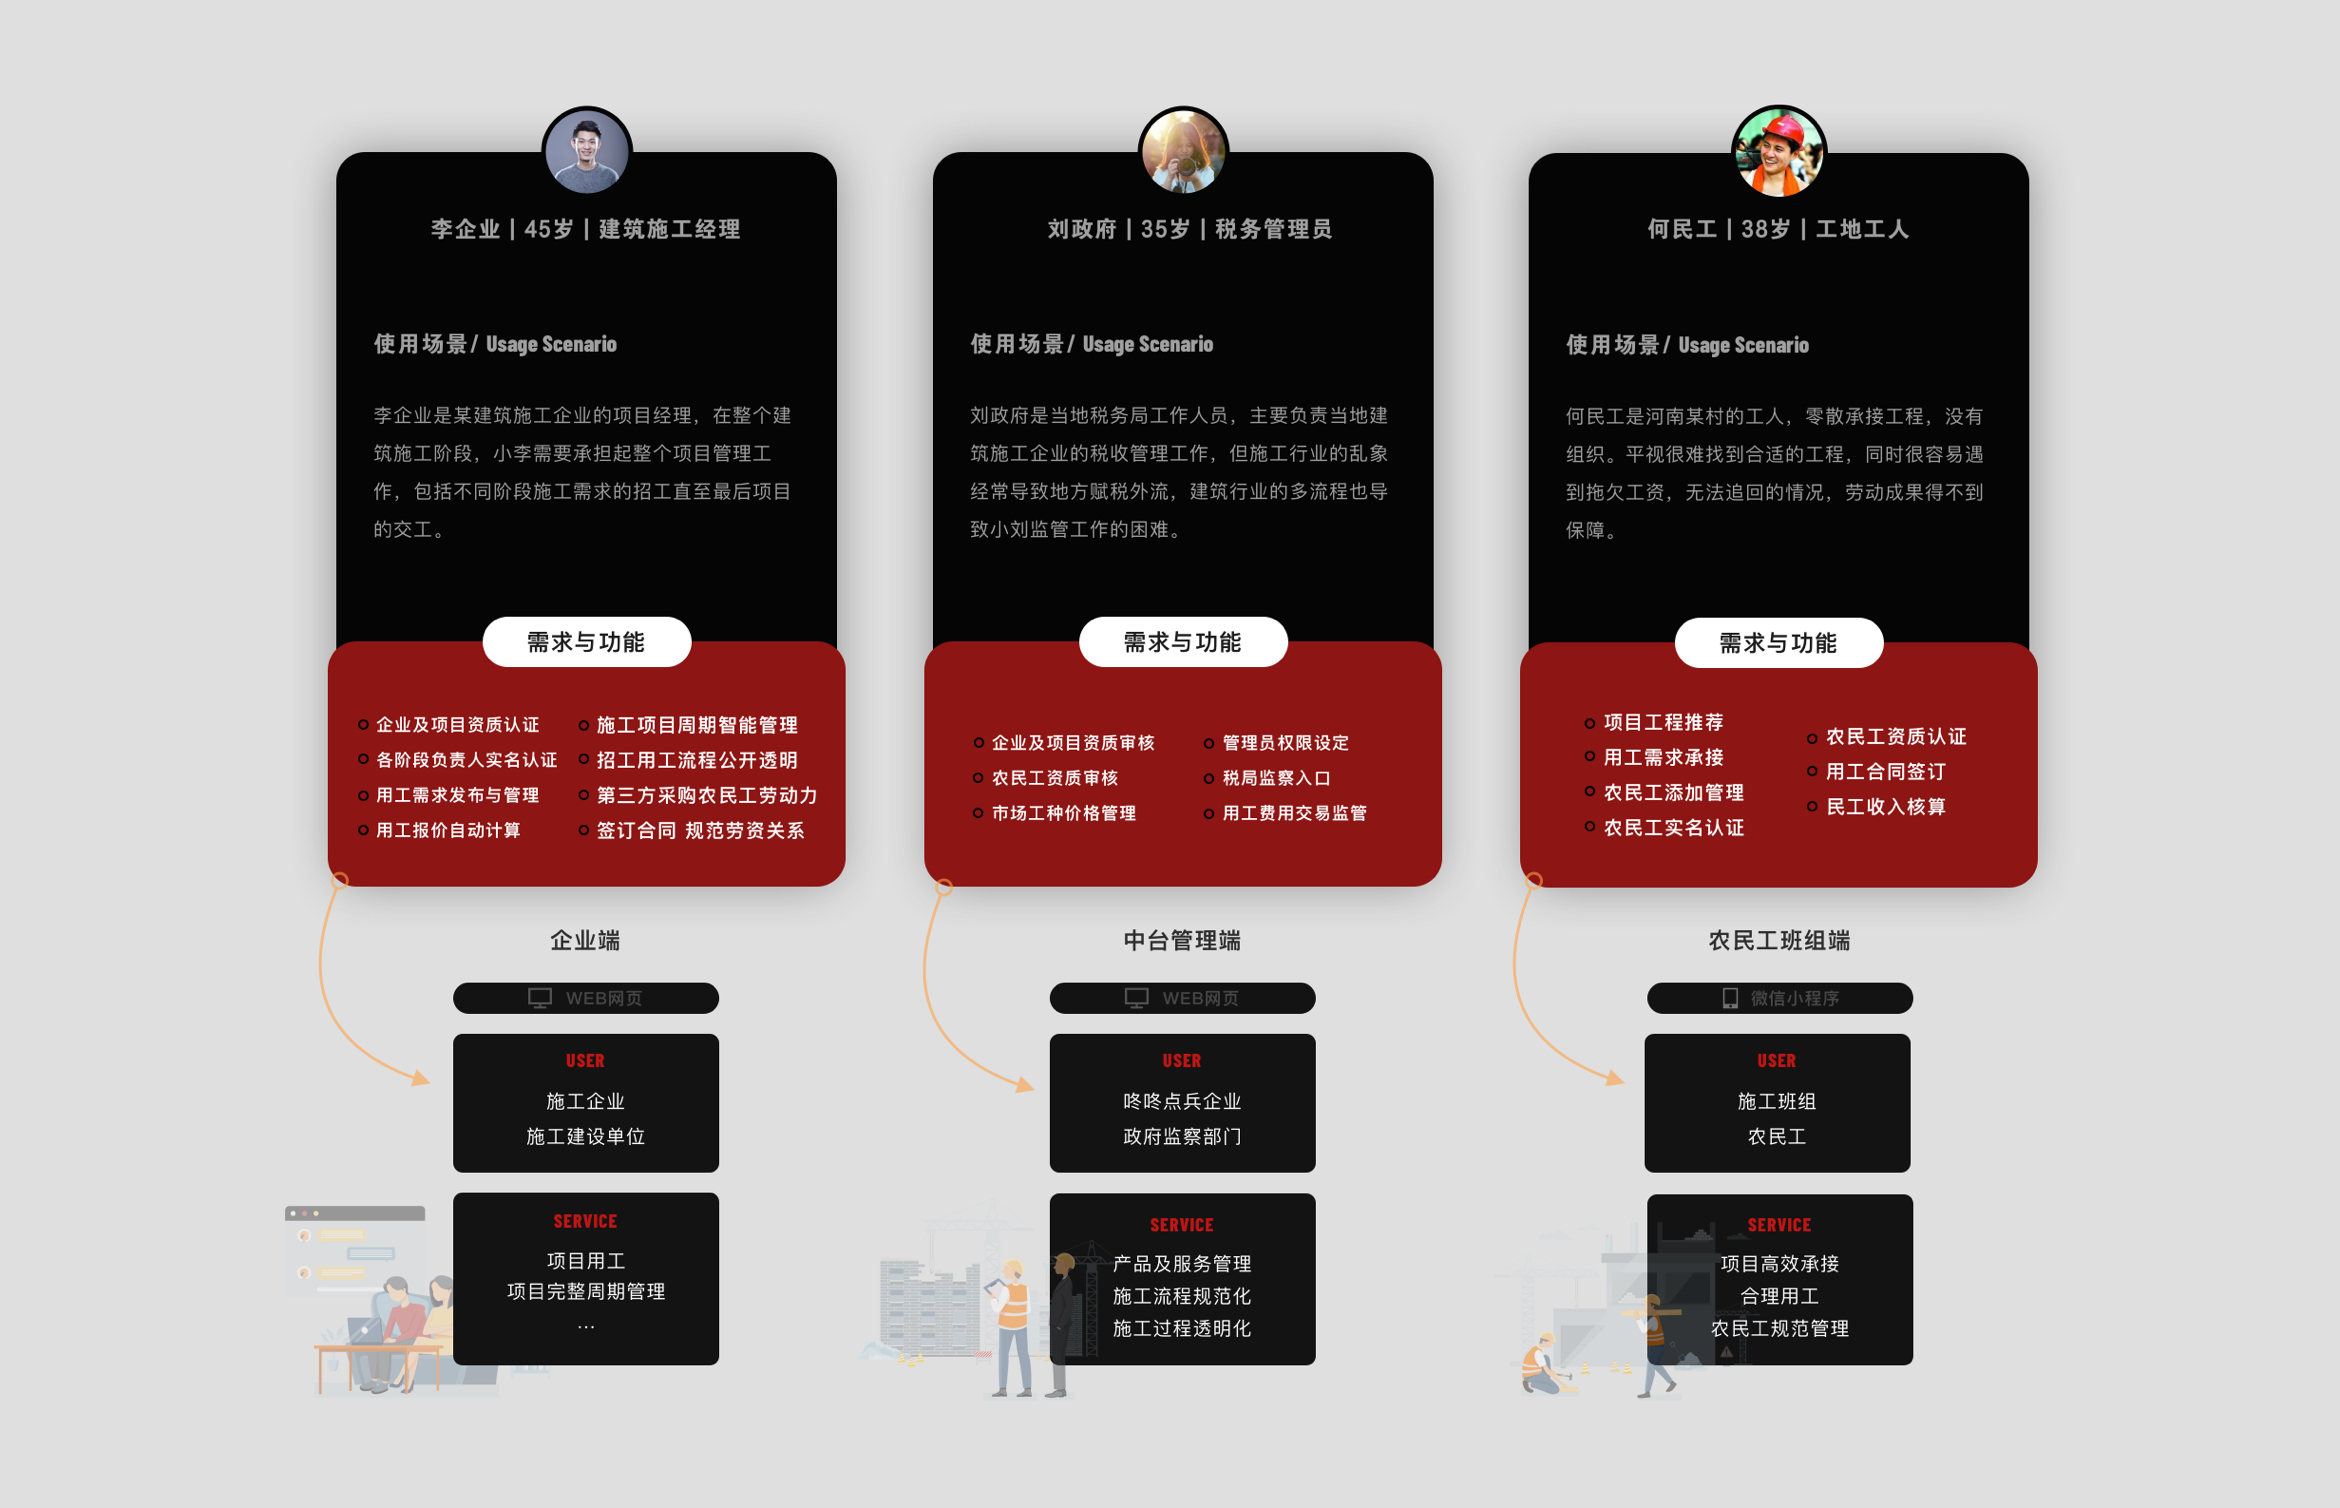 李企业 | 45岁 | 建筑施工经理
使用场景/ Usage Scenario
李企业是某建筑施工企业的项目经理，在整个建
筑施工阶段，小李需要承担起整个项目管理工
作，包括不同阶段施工需求的招工直至最后项目
的交工。
需求与功能
企业及项目资质认证
各阶段负责人实名认证
用工需求发布与管理
用工报价自动计算
施工项目周期智能管理
招工用工流程公开透明
第三方采购农民工劳动力
签订合同 规范劳资关系
企业端
WEB网页
USER
施工企业
施工建设单位
SERVICE
项目用工
项目完整周期管理
...
刘政府 | 35岁 | 税务管理员
使用场景/ Usage Scenario
刘政府是当地税务局工作人员，主要负责当地建
筑施工企业的税收管理工作，但施工行业的乱象
经常导致地方赋税外流，建筑行业的多流程也导
致小刘监管工作的困难。
需求与功能
企业及项目资质审核
农民工资质审核
市场工种价格管理
管理员权限设定
税局监察入口
用工费用交易监管
中台管理端
WEB网页
USER
咚咚点兵企业
政府监察部门
SERVICE
产品及服务管理
施工流程规范化
施工过程透明化
何民工 | 38岁 | 工地工人
使用场景/ Usage Scenario
何民工是河南某村的工人，零散承接工程，没有
组织。平视很难找到合适的工程，同时很容易遇
到拖欠工资，无法追回的情况，劳动成果得不到
保障。
需求与功能
项目工程推荐
用工需求承接
农民工添加管理
农民工实名认证
农民工资质认证
用工合同签订
民工收入核算
农民工班组端
微信小程序
USER
施工班组
农民工
SERVICE
项目高效承接
合理用工
农民工规范管理